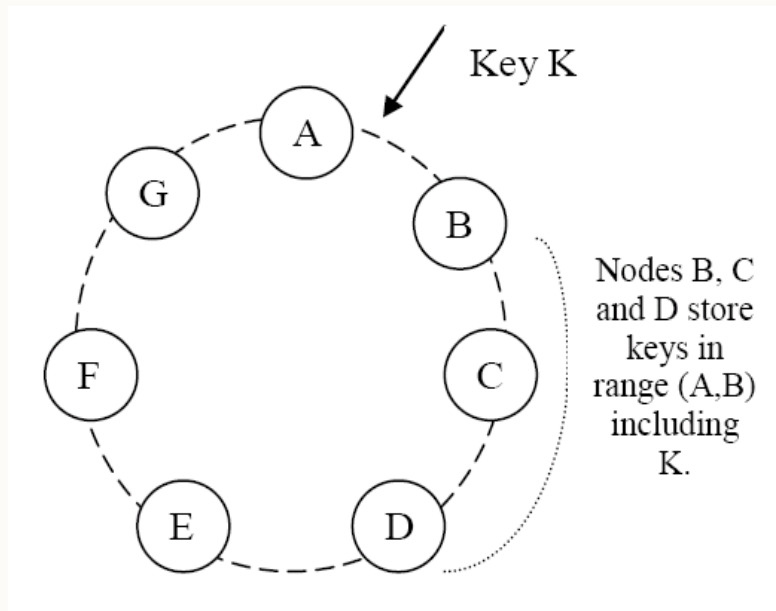 Key K
A
G
B
Nodes B, C
and D store
keys in
range (A,B)
including
K.
F
C
E
D